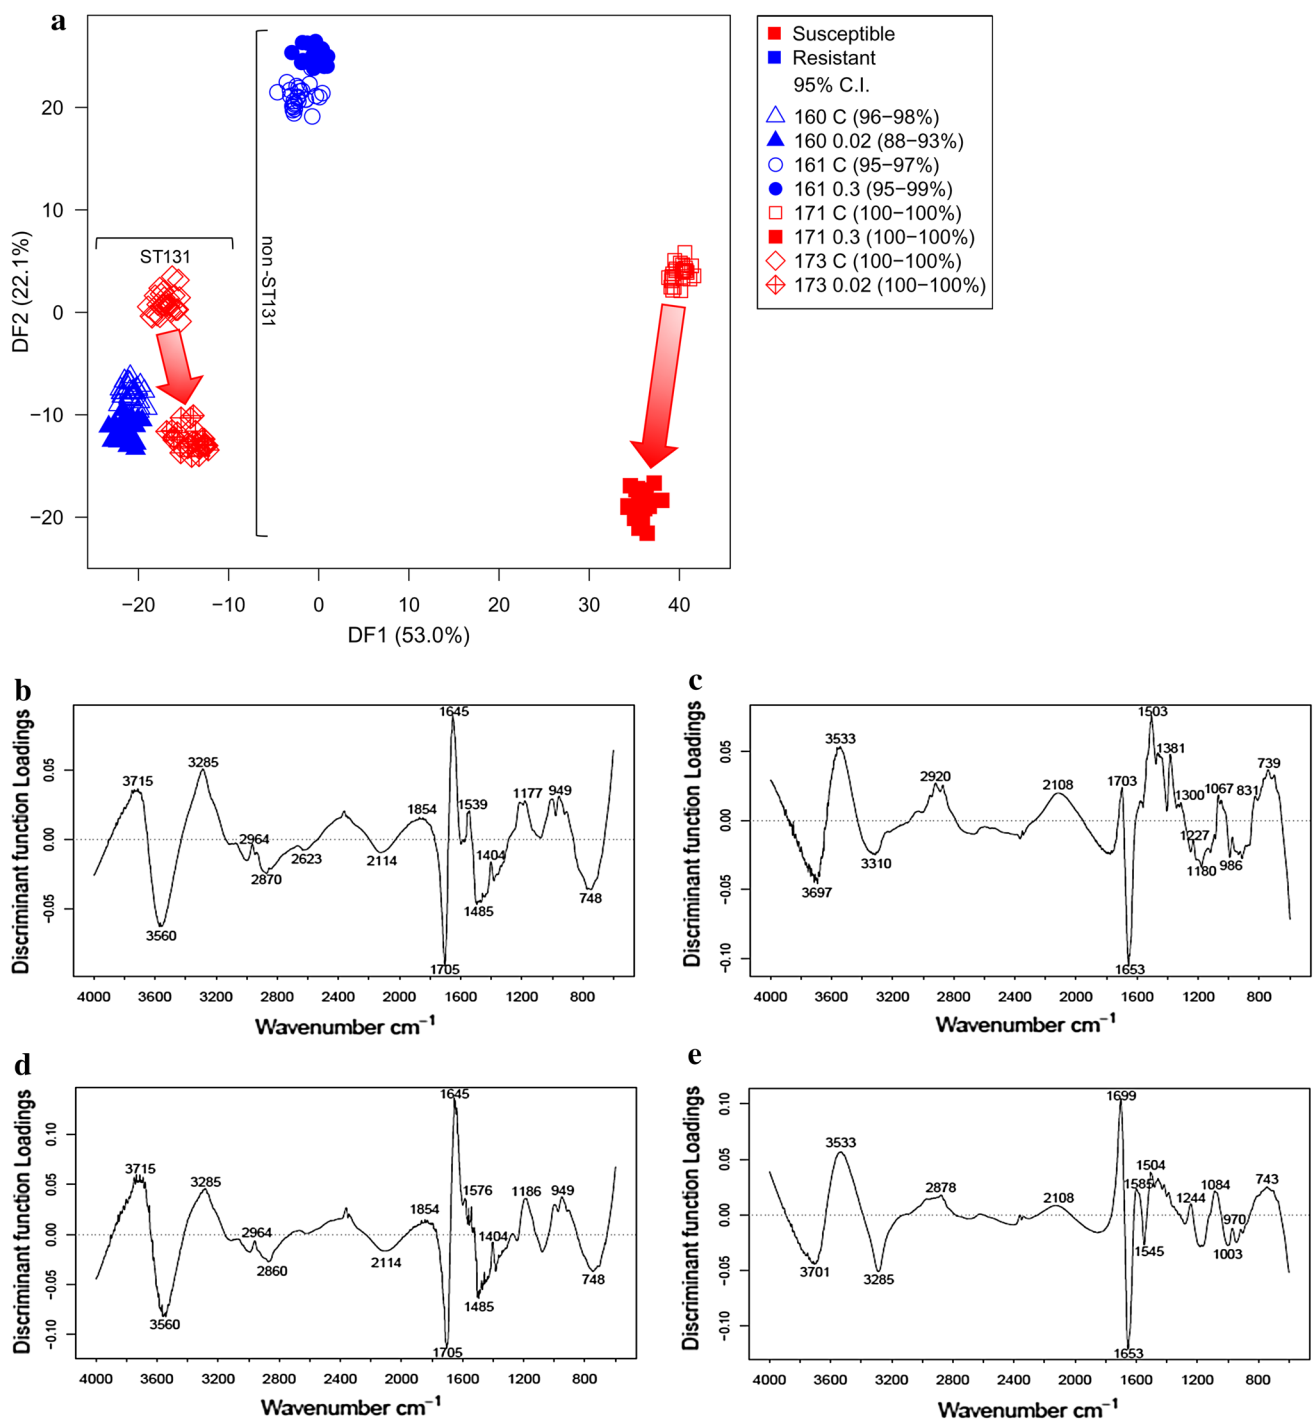 a
Susceptible
Resistant
95% C.I.
160 C (96−98%)
160 0.02 (88−93%)
161 C (95−97%)
161 0.3 (95−99%)
171 C (100−100%)
171 0.3 (100−100%)
173 C (100−100%)
173 0.02 (100−100%)
DF2 (22.1%)
20
10
0
−10
−20
ST131
non-ST131
−20 −10 0 10 20 30 40
DF1 (53.0%)
b
Discriminant function Loadings
0.05
0.00
−0.05
3715
3560
3285
2964
2870
2623
2114
1854
1705
1645
1539
1485
1404
1177
949
748
4000 3600 3200 2800 2400 2000 1600 1200 800
Wavenumber cm−1
c
Discriminant function Loadings
0.05
0.00
−0.05
−0.10
3697
3533
3310
2920
2108
1703
1653
1503
1381
1300
1227
1180
1067
986
831
739
4000 3600 3200 2800 2400 2000 1600 1200 800
Wavenumber cm−1
d
Discriminant function Loadings
0.10
0.05
0.00
−0.05
−0.10
3715
3560
3285
2964
2860
2114
1854
1705
1645
1576
1485
1404
1186
949
748
4000 3600 3200 2800 2400 2000 1600 1200 800
Wavenumber cm−1
e
Discriminant function Loadings
0.10
0.05
0.00
−0.05
−0.10
3701
3533
3285
2878
2108
1699
1653
1585
1545
1504
1244
1084
1003
970
743
4000 3600 3200 2800 2400 2000 1600 1200 800
Wavenumber cm−1